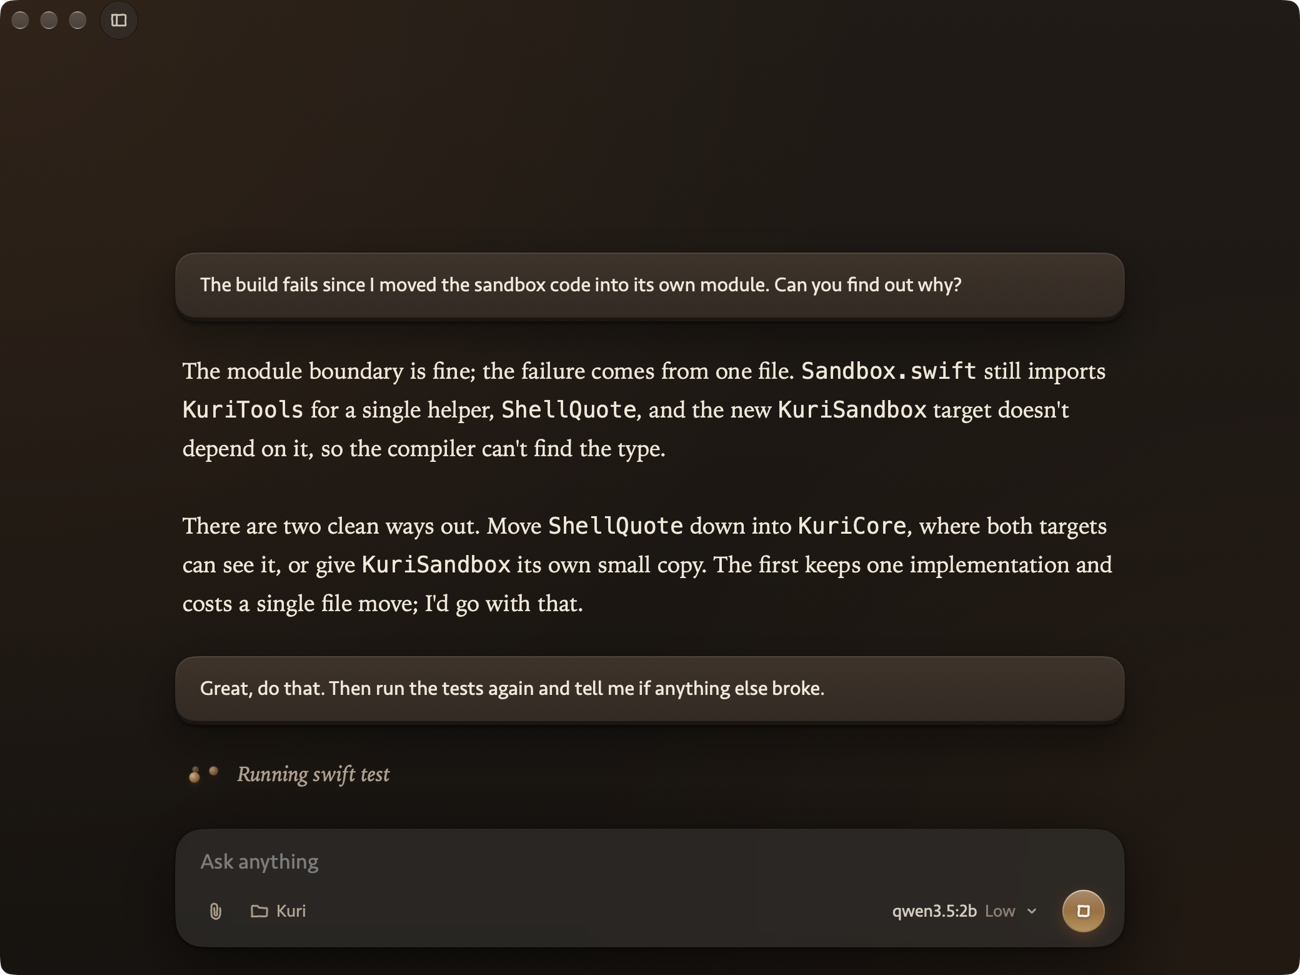 The build fails since I moved the sandbox code into its own module. Can you find out why?
The module boundary is fine; the failure comes from one file. Sandbox.swift still imports
KuriTools for a single helper, ShellQuote, and the new KuriSandbox target doesn't
depend on it, so the compiler can't find the type.
There are two clean ways out. Move ShellQuote down into KuriCore, where both targets
can see it, or give KuriSandbox its own small copy. The first keeps one implementation and
costs a single file move; I'd go with that.
Great, do that. Then run the tests again and tell me if anything else broke.
Running swift test
Ask anything
Kuri
qwen3.5:2b Low